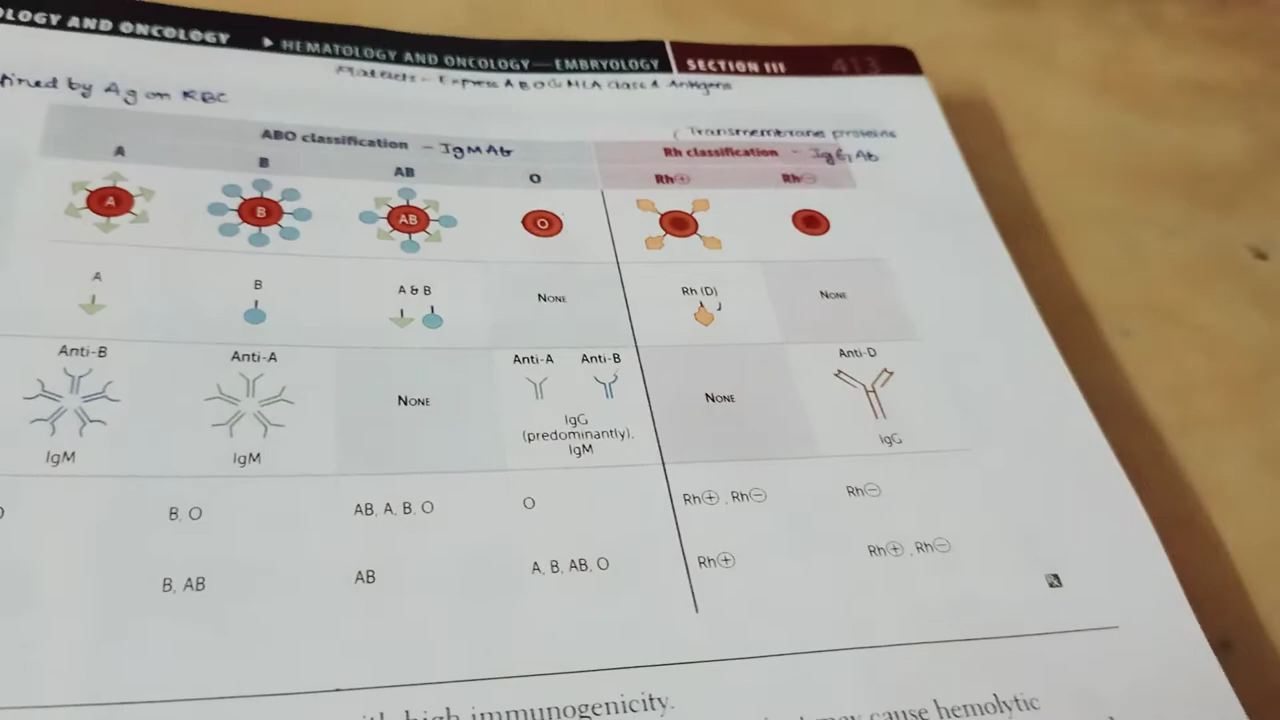 OLOGY AND ONCOLOGY ▶ HEMATOLOGY AND ONCOLOGY—EMBRYOLOGY SECTION III 413
Platelets - Express ABO & HLA class 1 Antigens
fined by Ag on RBC
Transmembrane proteins
ABO classification - IgM Ab Rh classification - IgG Ab
A B AB O Rh⊕ Rh⊖
A B AB O
A B A & B NONE Rh (D) NONE
Anti-B Anti-A NONE Anti-A Anti-B NONE Anti-D
IgM IgM IgG (predominantly), IgM IgG
B, O AB, A, B, O O Rh⊕, Rh⊖ Rh⊖
B, AB AB A, B, AB, O Rh⊕ Rh⊕, Rh⊖
high immunogenicity.
may cause hemolytic